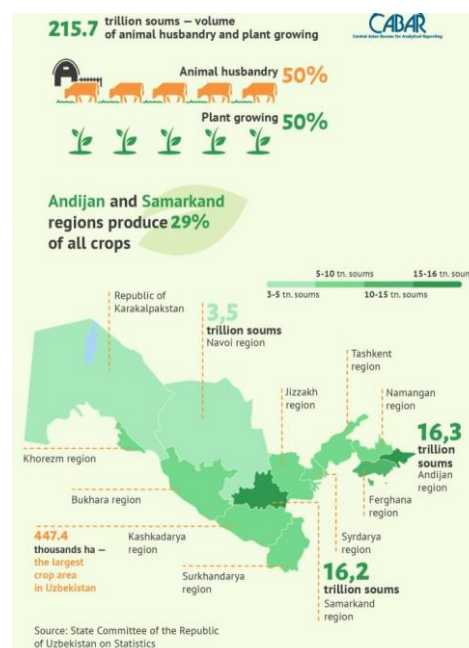 215.7 trillion soums — volume
of animal husbandry and plant growing
CABAR
Central Asian Bureau for Analytical Reporting
Animal husbandry 50%
Plant growing 50%
Andijan and Samarkand
regions produce 29%
of all crops
5-10 tn. soums
15-16 tn. soums
3-5 tn. soums
10-15 tn. soums
Republic of
Karakalpakstan
3,5
trillion soums
Navoi region
Tashkent
region
Jizzakh
region
Namangan
region
16,3
trillion
soums
Andijan
region
Khorezm region
Bukhara region
Ferghana
region
447.4
thousands ha —
the largest
crop area
in Uzbekistan
Kashkadarya
region
Syrdarya
region
Surkhandarya
region
16,2
trillion soums
Samarkand
region
Source: State Committee of the Republic
of Uzbekistan on Statistics